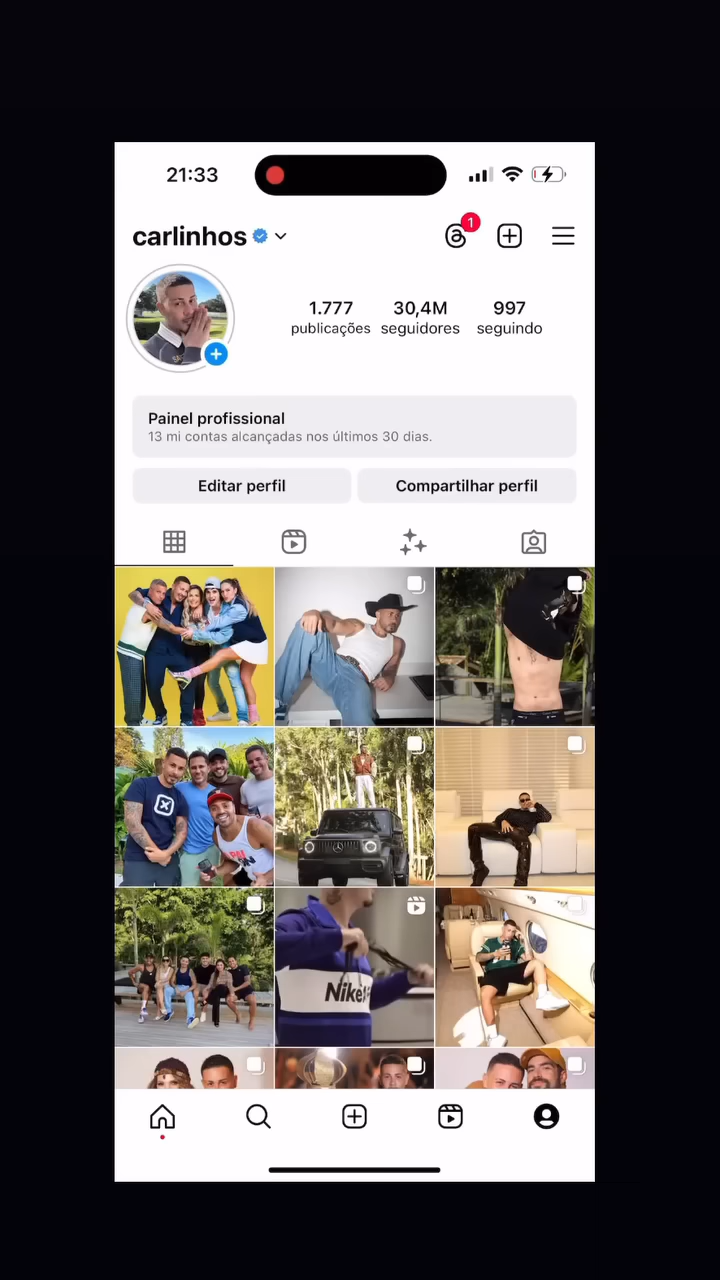 21:33
carlinhos
1
1.777 30,4M 997
publicações seguidores seguindo
Painel profissional
13 mi contas alcançadas nos últimos 30 dias.
Editar perfil Compartilhar perfil
Nike